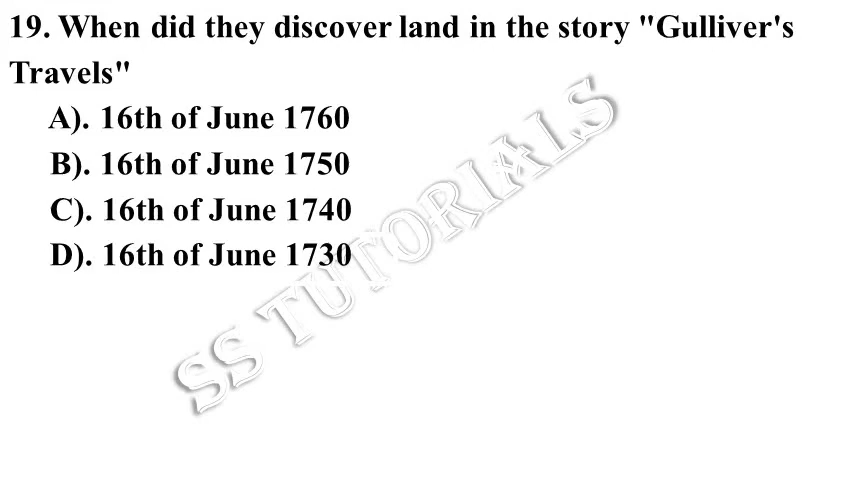 19. When did they discover land in the story "Gulliver's
Travels"
A). 16th of June 1760
B). 16th of June 1750
C). 16th of June 1740
D). 16th of June 1730
SS TUTORIALS